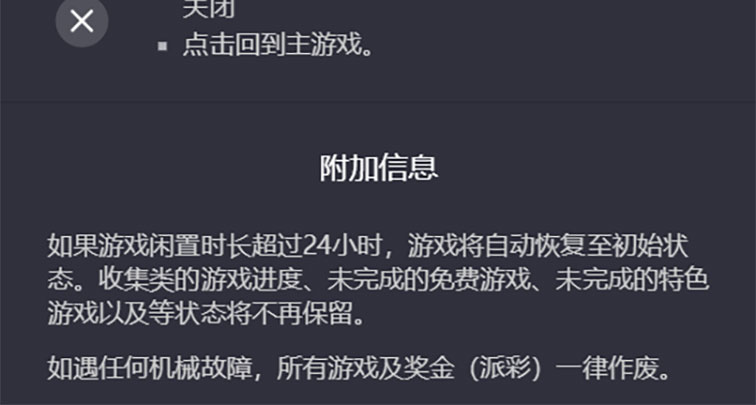 关闭
点击回到主游戏。
附加信息
如果游戏闲置时长超过24小时，游戏将自动恢复至初始状
态。收集类的游戏进度、未完成的免费游戏、未完成的特色
游戏以及等状态将不再保留。
如遇任何机械故障，所有游戏及奖金（派彩）一律作废。